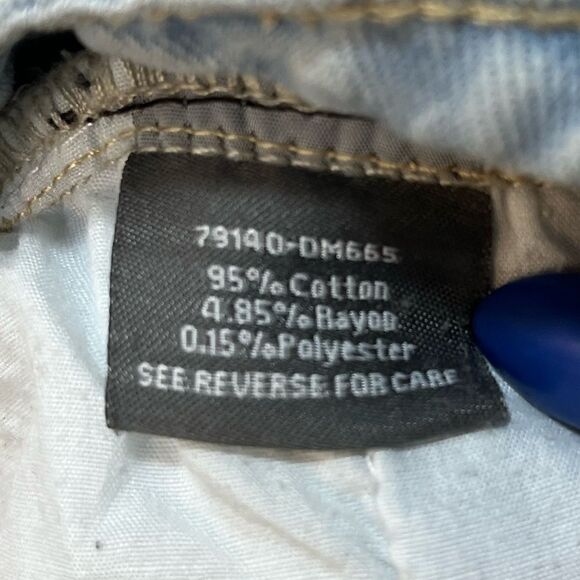 79140-DM665
95% Cotton
4.85% Rayon
0.15% Polyester
SEE REVERSE FOR CARE